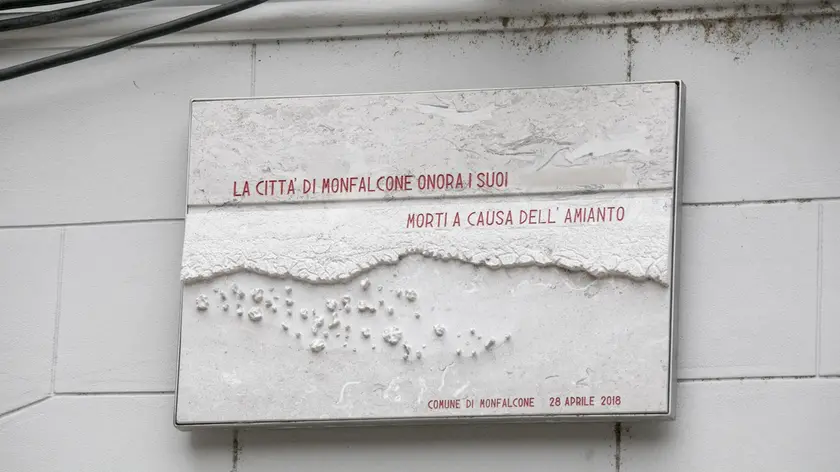 LA CITTA' DI MONFALCONE ONORA I SUOI
MORTI A CAUSA DELL' AMIANTO
COMUNE DI MONFALCONE 28 APRILE 2018